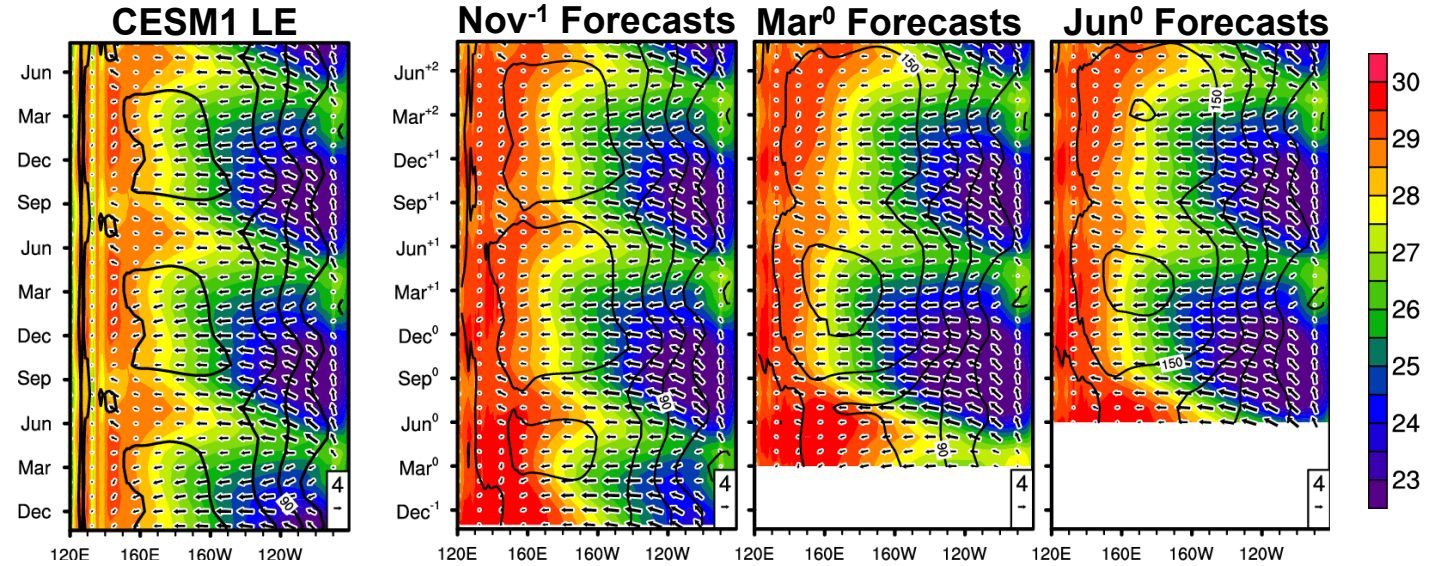 CESM1 LE
Nov⁻¹ Forecasts
Mar⁰ Forecasts
Jun⁰ Forecasts
Jun
Mar
Dec
Sep
Jun
Mar
Dec
Sep
Jun
Mar
Dec
90
4
120E 160E 160W 120W
Jun⁺²
Mar⁺²
Dec⁺¹
Sep⁺¹
Jun⁺¹
Mar⁺¹
Dec⁰
Sep⁰
Jun⁰
Mar⁰
Dec⁻¹
90
4
120E 160E 160W 120W
150
90
4
120E 160E 160W 120W
150
150
4
120E 160E 160W 120W
30
29
28
27
26
25
24
23